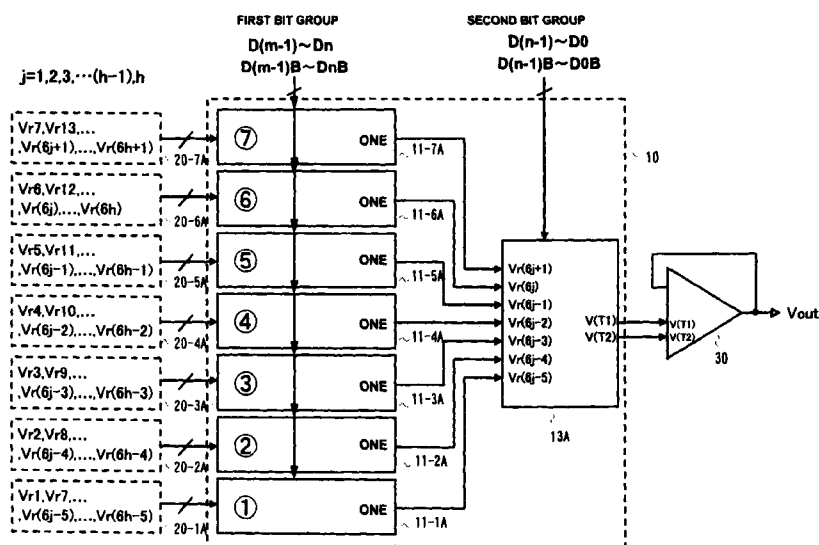 FIRST BIT GROUP
D(m-1)~Dn
D(m-1)B~DnB
SECOND BIT GROUP
D(n-1)~D0
D(n-1)B~D0B
j=1,2,3,⋯(h-1),h
Vr7,Vr13,...
,Vr(6j+1),...,Vr(6h+1)
20-7A
⑦
ONE
11-7A
10
Vr6,Vr12,...
,Vr(6j),...,Vr(6h)
20-6A
⑥
ONE
11-6A
Vr5,Vr11,...
,Vr(6j-1),...,Vr(6h-1)
20-5A
⑤
ONE
11-5A
Vr4,Vr10,...
,Vr(6j-2),...,Vr(6h-2)
20-4A
④
ONE
11-4A
Vr3,Vr9,...
,Vr(6j-3),...,Vr(6h-3)
20-3A
③
ONE
11-3A
Vr2,Vr8,...
,Vr(6j-4),...,Vr(6h-4)
20-2A
②
ONE
11-2A
Vr1,Vr7,...
,Vr(6j-5),...,Vr(6h-5)
20-1A
①
ONE
11-1A
Vr(6j+1)
Vr(6j)
Vr(6j-1)
Vr(6j-2)
Vr(6j-3)
Vr(6j-4)
Vr(6j-5)
V(T1)
V(T2)
13A
V(T1)
V(T2)
30
Vout